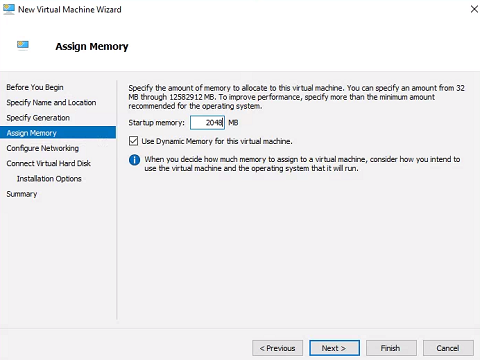 New Virtual Machine Wizard
Assign Memory
Before You Begin
Specify Name and Location
Specify Generation
Assign Memory
Configure Networking
Connect Virtual Hard Disk
Installation Options
Summary
Specify the amount of memory to allocate to this virtual machine. You can specify an amount from 32
MB through 12582912 MB. To improve performance, specify more than the minimum amount
recommended for the operating system.
Startup memory: 2048 MB
Use Dynamic Memory for this virtual machine.
When you decide how much memory to assign to a virtual machine, consider how you intend to
use the virtual machine and the operating system that it will run.
< Previous Next > Finish Cancel